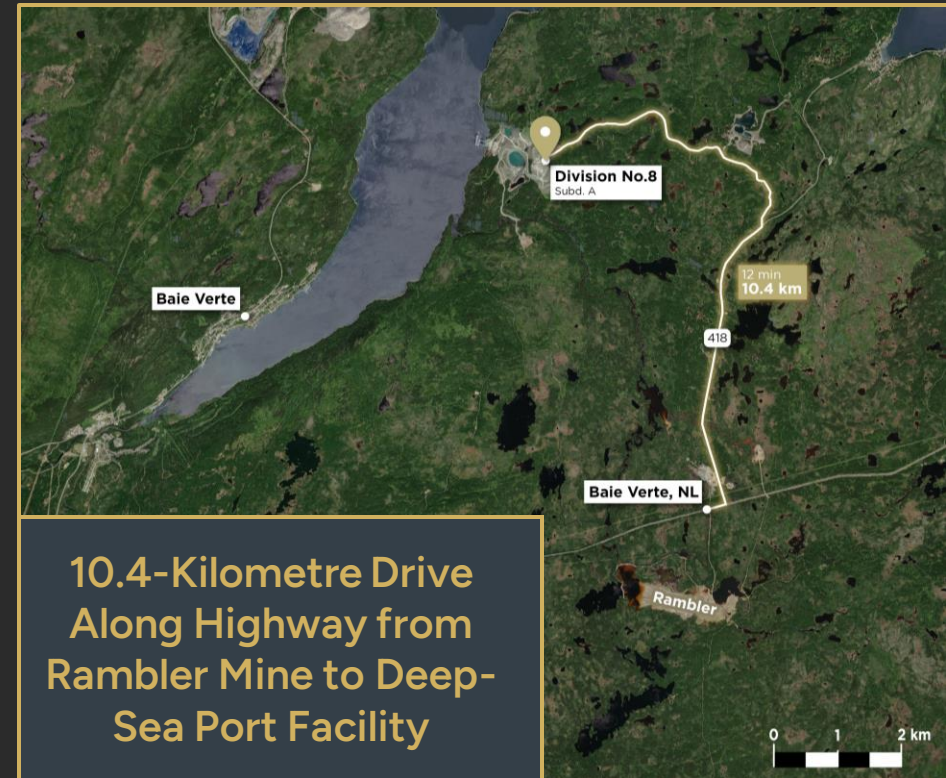 Division No.8
Subd. A
12 min
10.4 km
Baie Verte
418
Baie Verte, NL
Rambler
10.4-Kilometre Drive
Along Highway from
Rambler Mine to Deep-
Sea Port Facility
0 1 2 km